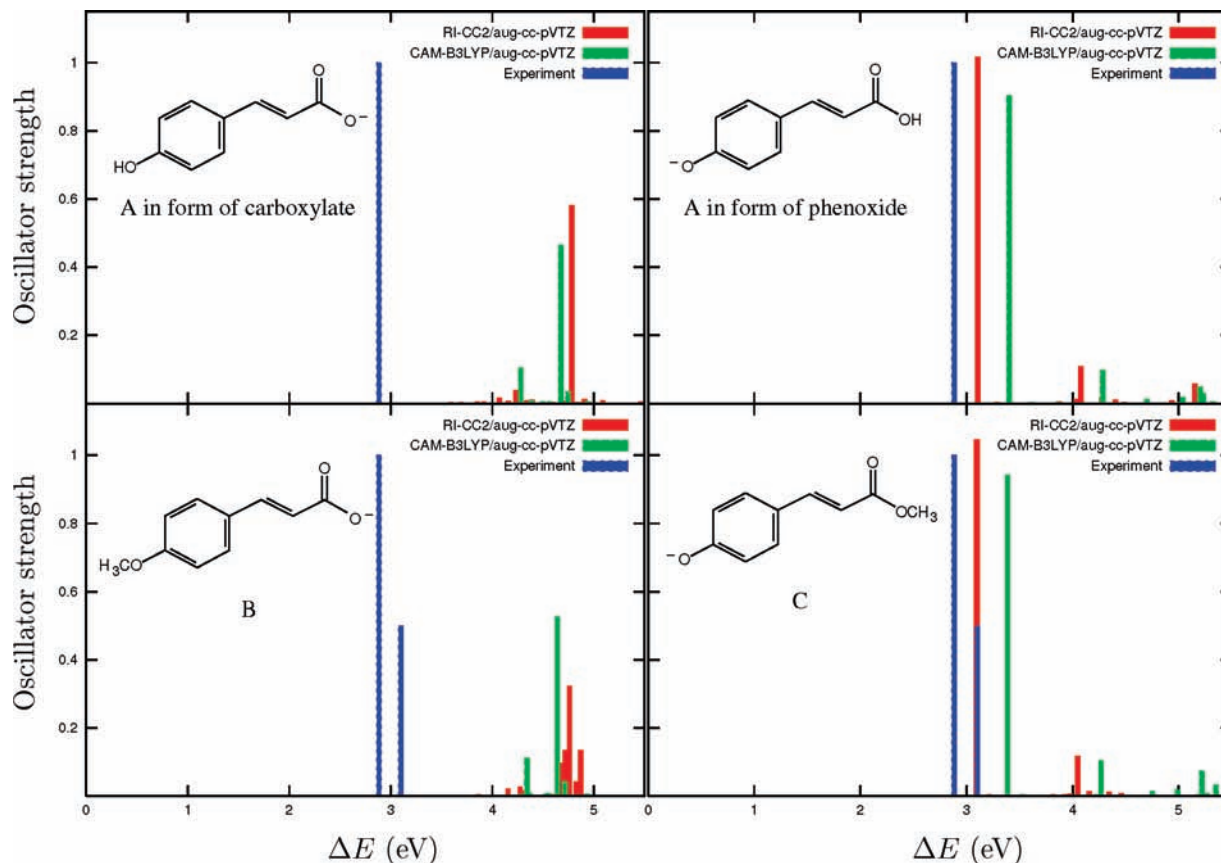 RI-CC2/aug-cc-pVTZ
CAM-B3LYP/aug-cc-pVTZ
Experiment
Oscillator strength
1
0.8
0.6
0.4
0.2
O
O−
HO
A in form of carboxylate
RI-CC2/aug-cc-pVTZ
CAM-B3LYP/aug-cc-pVTZ
Experiment
O
OH
−O
A in form of phenoxide
RI-CC2/aug-cc-pVTZ
CAM-B3LYP/aug-cc-pVTZ
Experiment
Oscillator strength
1
0.8
0.6
0.4
0.2
O
O−
H₃CO
B
0 1 2 3 4 5
ΔE (eV)
RI-CC2/aug-cc-pVTZ
CAM-B3LYP/aug-cc-pVTZ
Experiment
O
OCH₃
−O
C
0 1 2 3 4 5
ΔE (eV)